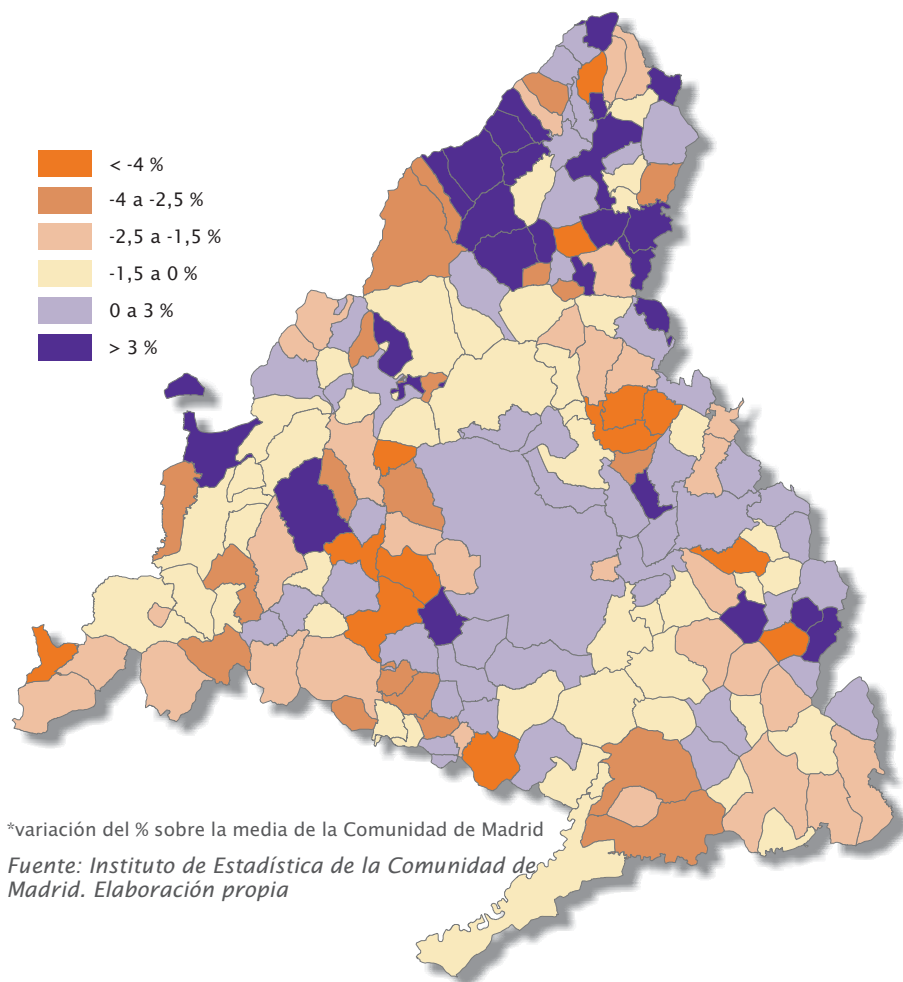 < -4 %
-4 a -2,5 %
-2,5 a -1,5 %
-1,5 a 0 %
0 a 3 %
> 3 %
*variación del % sobre la media de la Comunidad de Madrid
Fuente: Instituto de Estadística de la Comunidad de
Madrid. Elaboración propia